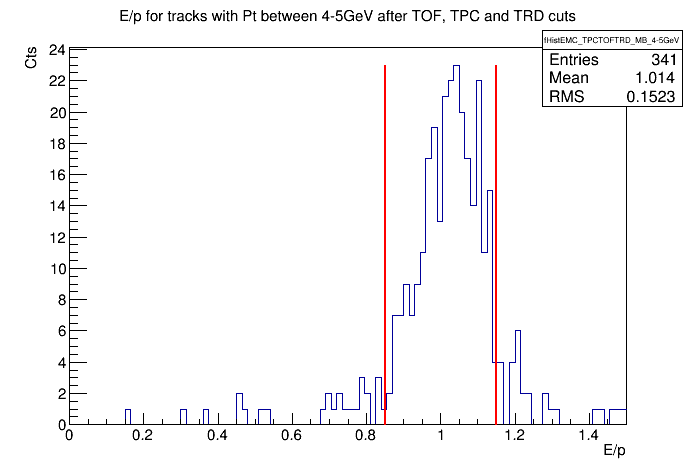 E/p for tracks with Pt between 4-5GeV after TOF, TPC and TRD cuts
fHistEMC_TPCTOFTRD_MB_4-5GeV
Entries 341
Mean 1.014
RMS 0.1523
Cts
24
22
20
18
16
14
12
10
8
6
4
2
0
0 0.2 0.4 0.6 0.8 1 1.2 1.4
E/p